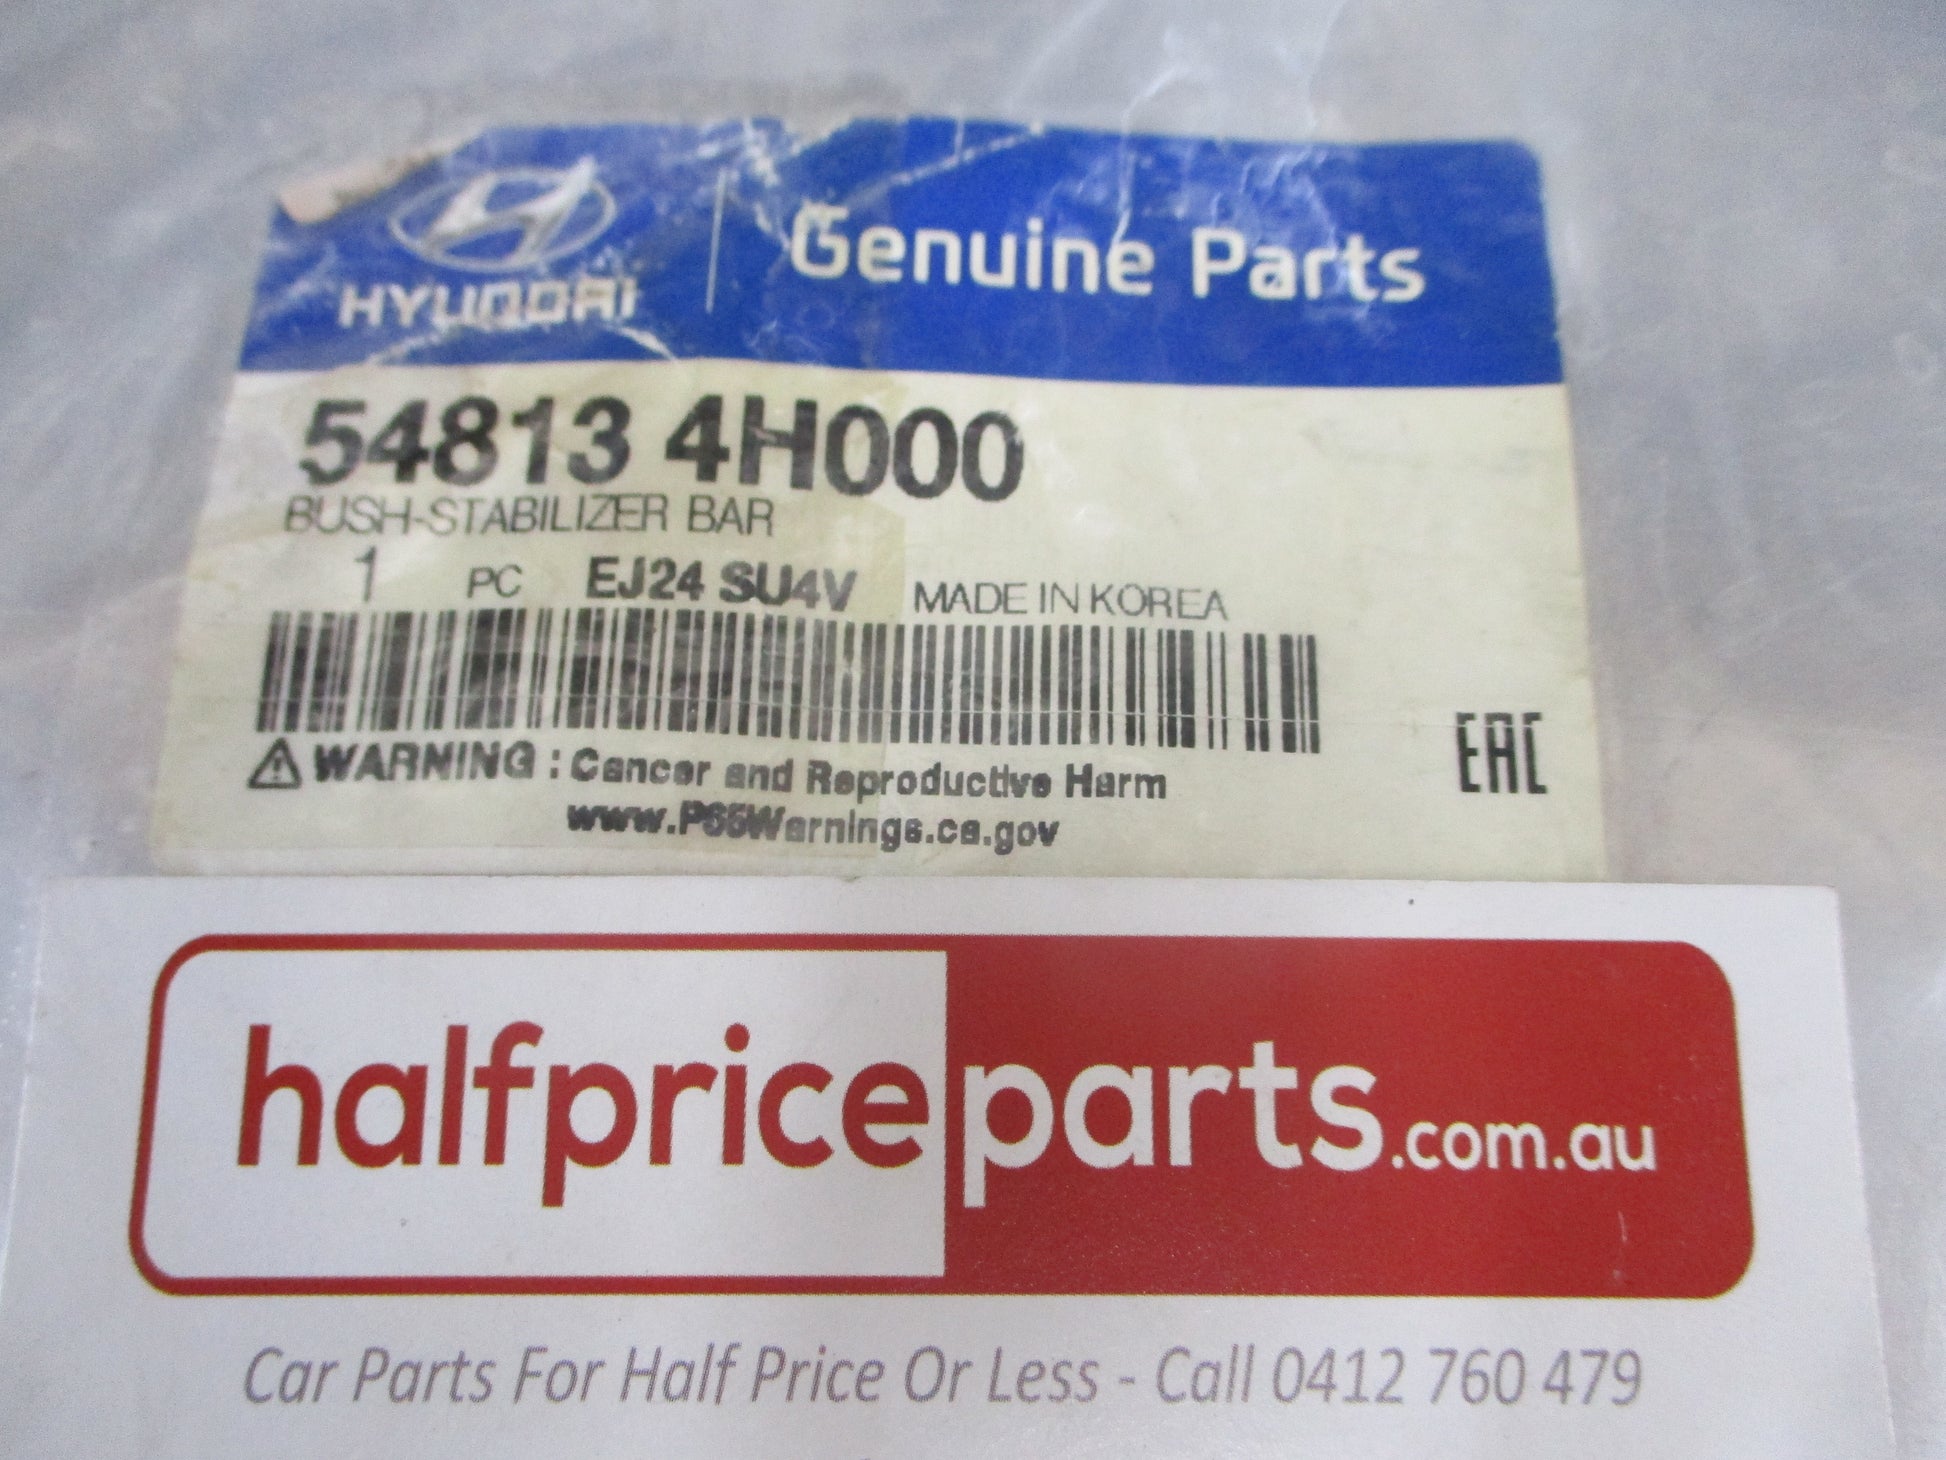 HYUNDAI
Genuine Parts
54813 4H000
BUSH-STABILIZER BAR
1 PC EJ24 SU4V MADE IN KOREA
⚠ WARNING : Cancer and Reproductive Harm
www.P65Warnings.ca.gov
EAC
halfpriceparts.com.au
Car Parts For Half Price Or Less - Call 0412 760 479